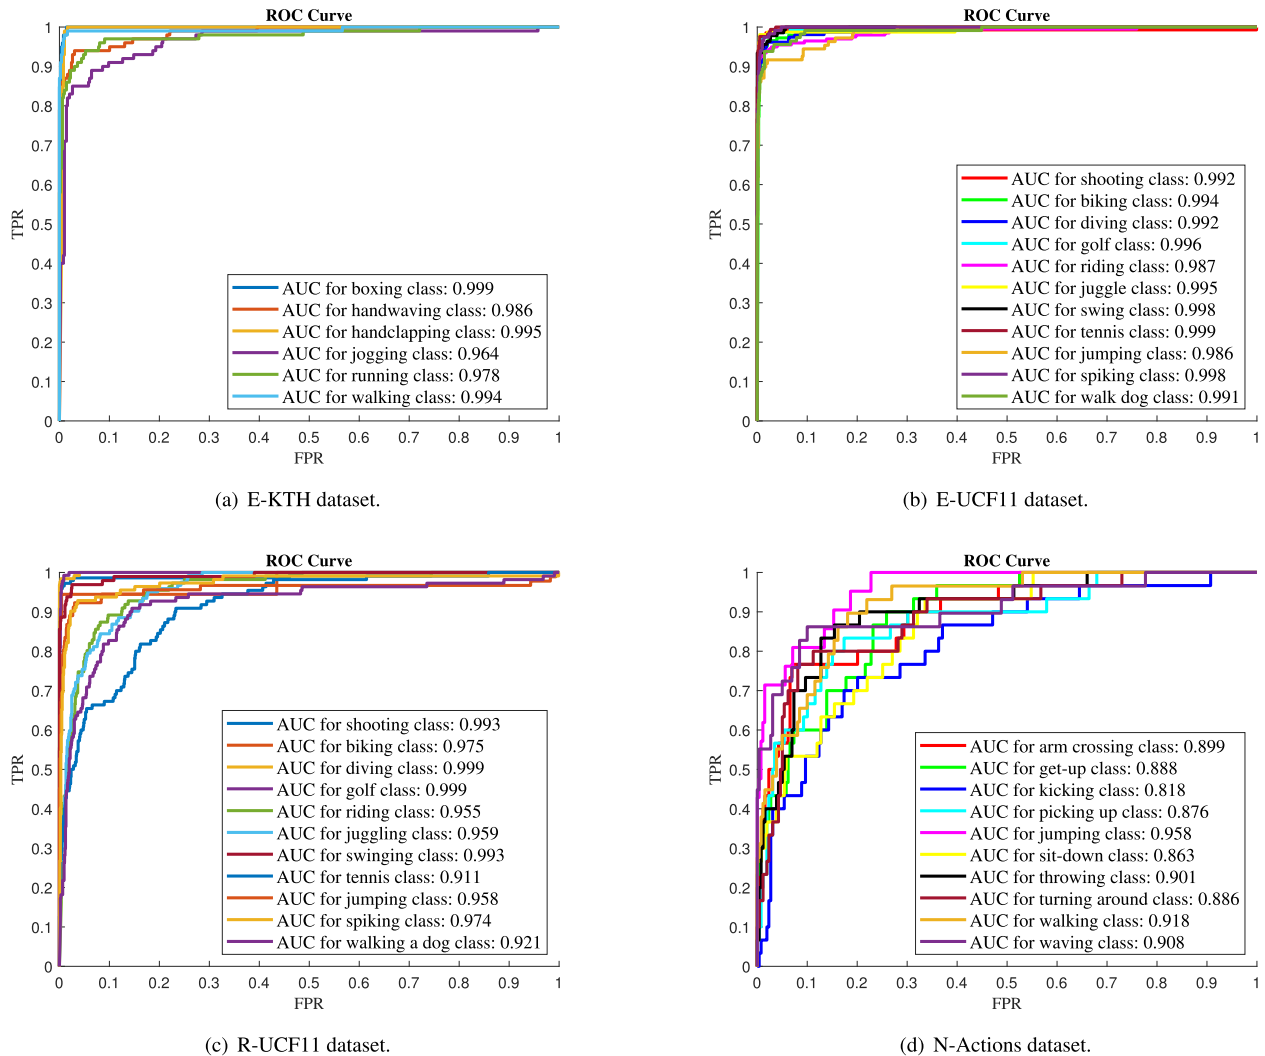 ROC Curve
1
0.9
0.8
0.7
0.6
0.5
0.4
0.3
0.2
0.1
0
TPR
AUC for boxing class: 0.999
AUC for handwaving class: 0.986
AUC for handclapping class: 0.995
AUC for jogging class: 0.964
AUC for running class: 0.978
AUC for walking class: 0.994
0 0.1 0.2 0.3 0.4 0.5 0.6 0.7 0.8 0.9 1
FPR
(a) E-KTH dataset.
ROC Curve
1
0.9
0.8
0.7
0.6
0.5
0.4
0.3
0.2
0.1
0
TPR
AUC for shooting class: 0.992
AUC for biking class: 0.994
AUC for diving class: 0.992
AUC for golf class: 0.996
AUC for riding class: 0.987
AUC for juggle class: 0.995
AUC for swing class: 0.998
AUC for tennis class: 0.999
AUC for jumping class: 0.986
AUC for spiking class: 0.998
AUC for walk dog class: 0.991
0 0.1 0.2 0.3 0.4 0.5 0.6 0.7 0.8 0.9 1
FPR
(b) E-UCF11 dataset.
ROC Curve
1
0.9
0.8
0.7
0.6
0.5
0.4
0.3
0.2
0.1
0
TPR
AUC for shooting class: 0.993
AUC for biking class: 0.975
AUC for diving class: 0.999
AUC for golf class: 0.999
AUC for riding class: 0.955
AUC for juggling class: 0.959
AUC for swinging class: 0.993
AUC for tennis class: 0.911
AUC for jumping class: 0.958
AUC for spiking class: 0.974
AUC for walking a dog class: 0.921
0 0.1 0.2 0.3 0.4 0.5 0.6 0.7 0.8 0.9 1
FPR
(c) R-UCF11 dataset.
ROC Curve
1
0.9
0.8
0.7
0.6
0.5
0.4
0.3
0.2
0.1
0
TPR
AUC for arm crossing class: 0.899
AUC for get-up class: 0.888
AUC for kicking class: 0.818
AUC for picking up class: 0.876
AUC for jumping class: 0.958
AUC for sit-down class: 0.863
AUC for throwing class: 0.901
AUC for turning around class: 0.886
AUC for walking class: 0.918
AUC for waving class: 0.908
0 0.1 0.2 0.3 0.4 0.5 0.6 0.7 0.8 0.9 1
FPR
(d) N-Actions dataset.